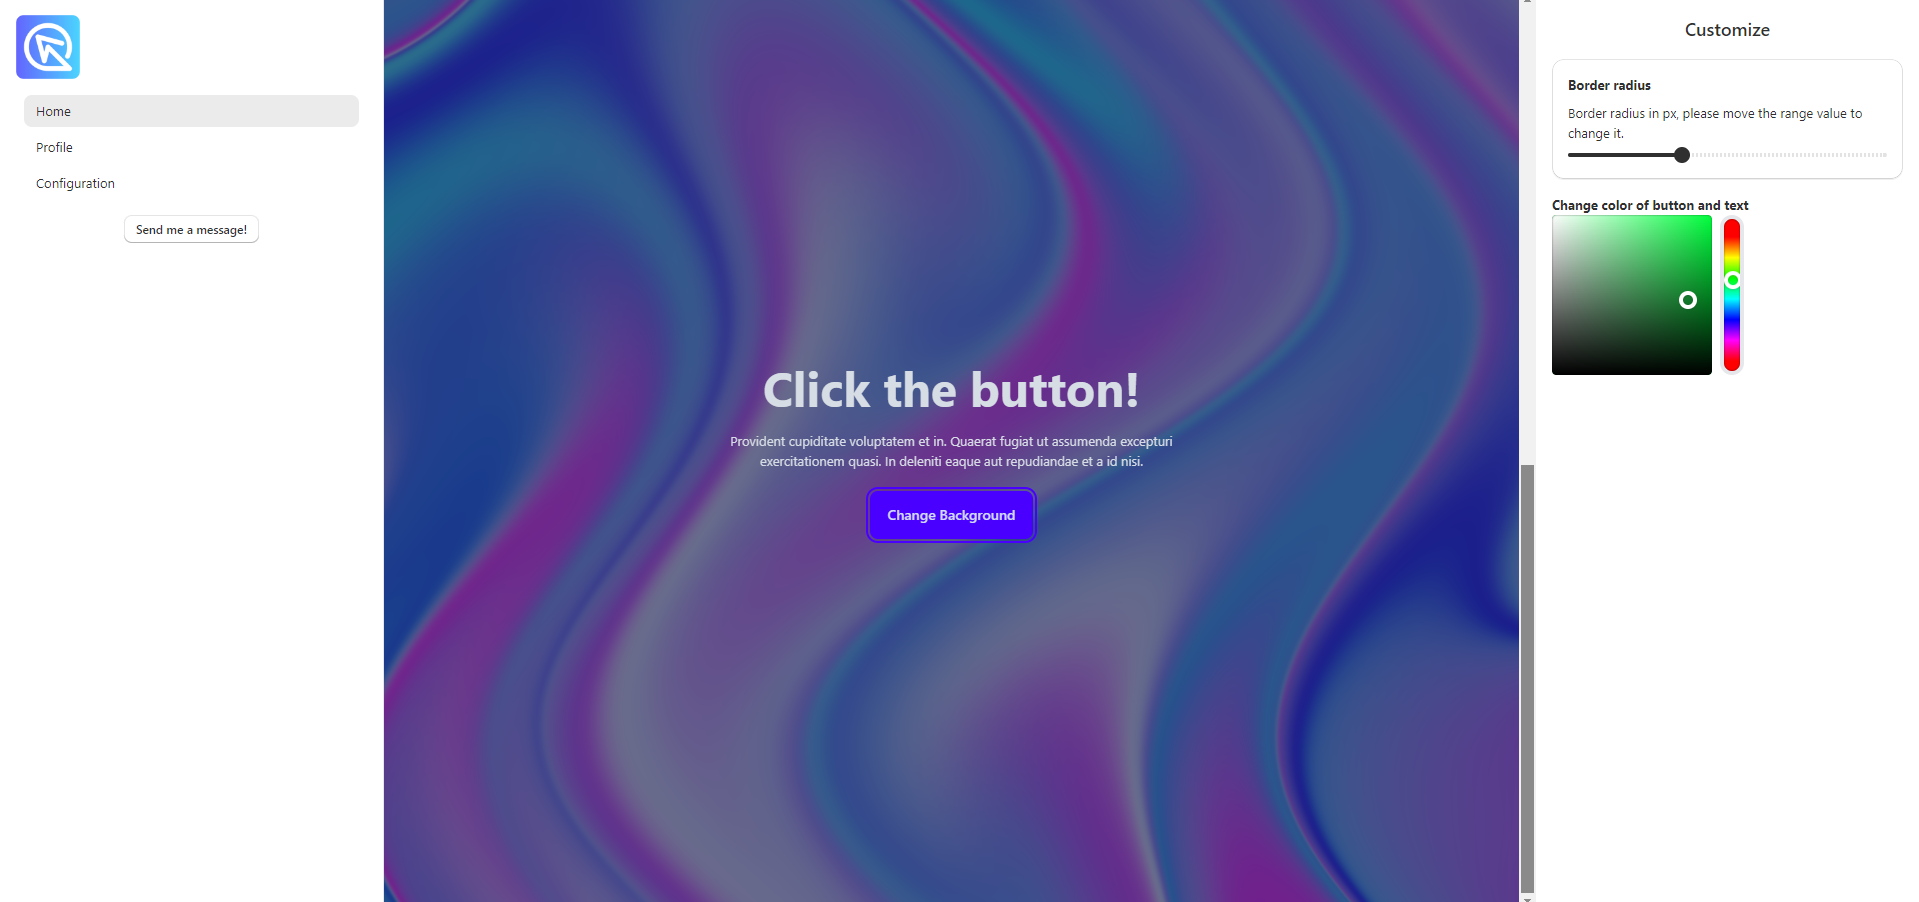 Home
Profile
Configuration
Send me a message!
Click the button!
Provident cupiditate voluptatem et in. Quaerat fugiat ut assumenda excepturi
exercitationem quasi. In deleniti eaque aut repudiandae et a id nisi.
Change Background
Customize
Border radius
Border radius in px, please move the range value to
change it.
Change color of button and text